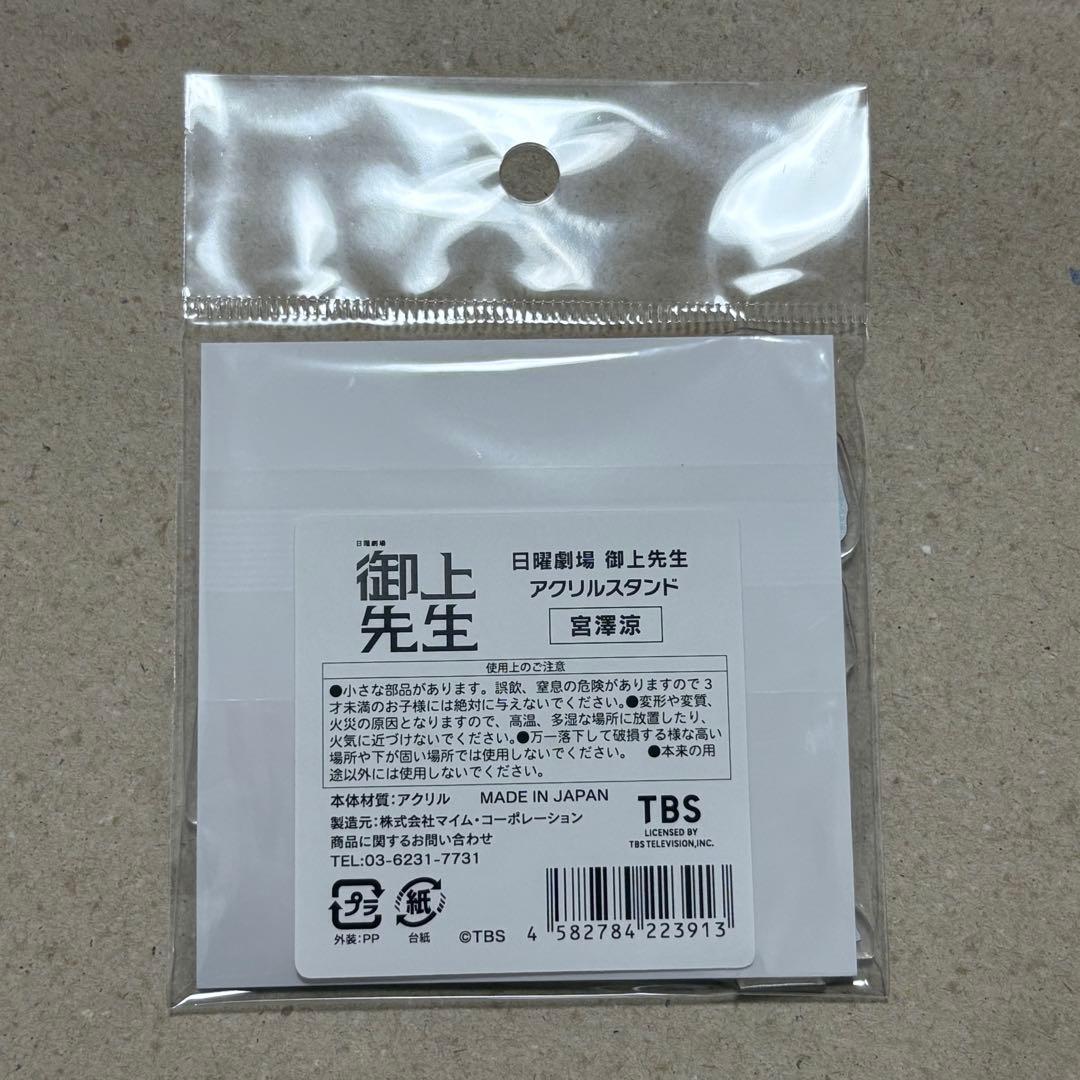 日曜劇場
御上
先生
日曜劇場 御上先生
アクリルスタンド
宮澤涼
使用上のご注意
●小さな部品があります。誤飲、窒息の危険がありますので3
才未満のお子様には絶対に与えないでください。●変形や変質、
火災の原因となりますので、高温、多湿な場所に放置したり、
火気に近づけないでください。●万一落下して破損する様な高い
場所や下が固い場所では使用しないでください。 ●本来の用
途以外には使用しないでください。
本体材質:アクリル MADE IN JAPAN
製造元:株式会社マイム・コーポレーション
商品に関するお問い合わせ
TEL:03-6231-7731
TBS
LICENSED BY
TBS TELEVISION,INC.
プラ
外装:PP
紙
台紙
©TBS
4 582784 223913